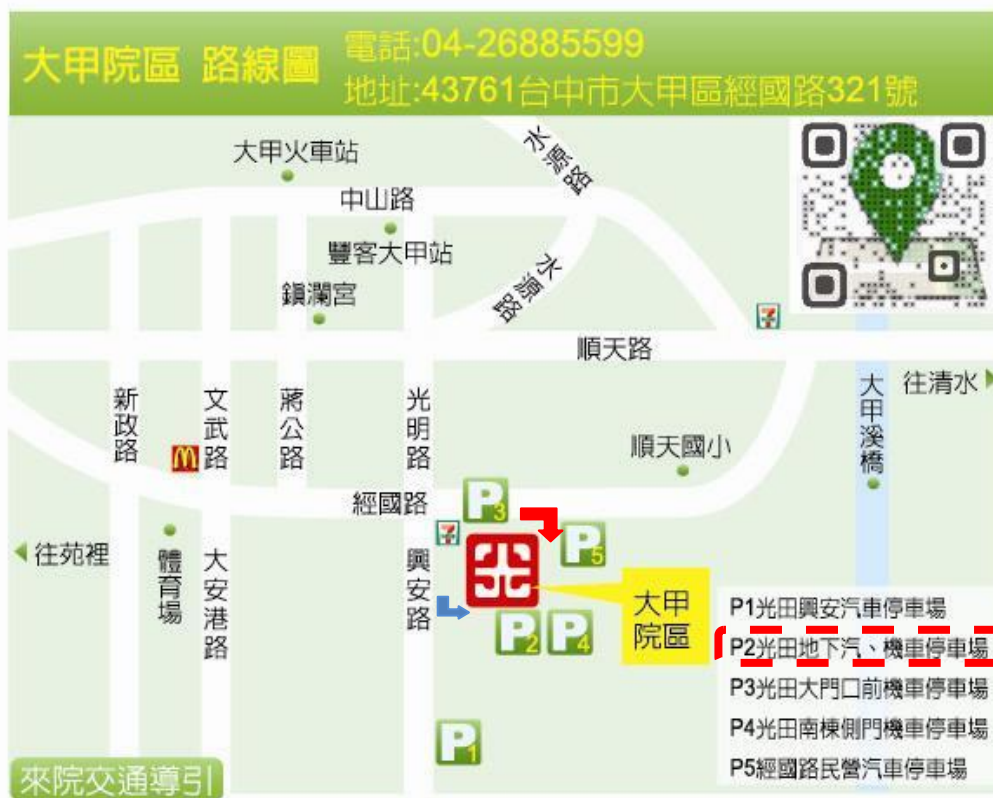 大甲院區 路線圖
電話:04-26885599
地址:43761台中市大甲區經國路321號
大甲火車站
水源路
中山路
豐客大甲站
水源路
鎮瀾宮
7
順天路
新政路
文武路
蔣公路
光明路
大甲溪橋
往清水
順天國小
經國路
P3
7
P5
往苑裡
體育場
大安港路
興安路
大甲
院區
P2
P4
P1
P1光田興安汽車停車場
P2光田地下汽、機車停車場
P3光田大門口前機車停車場
P4光田南棟側門機車停車場
P5經國路民營汽車停車場
來院交通導引